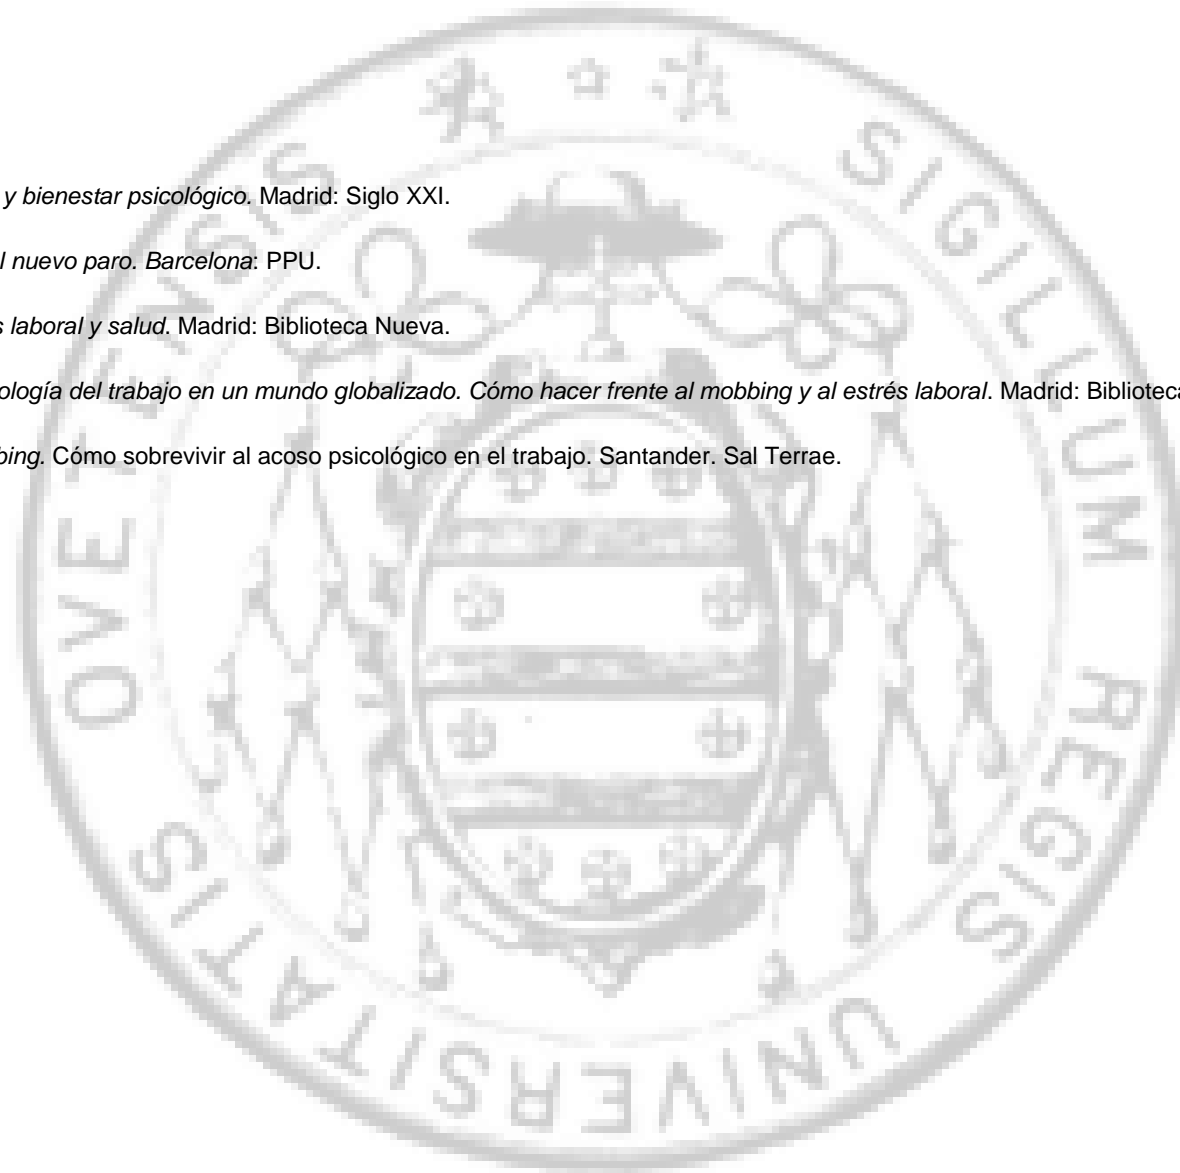 y bienestar psicológico. Madrid: Siglo XXI.
l nuevo paro. Barcelona: PPU.
s laboral y salud. Madrid: Biblioteca Nueva.
ología del trabajo en un mundo globalizado. Cómo hacer frente al mobbing y al estrés laboral. Madrid: Biblioteca
bing. Cómo sobrevivir al acoso psicológico en el trabajo. Santander. Sal Terrae.
SIGILLUM REGIS UNIVERSITATIS OVETENSIS